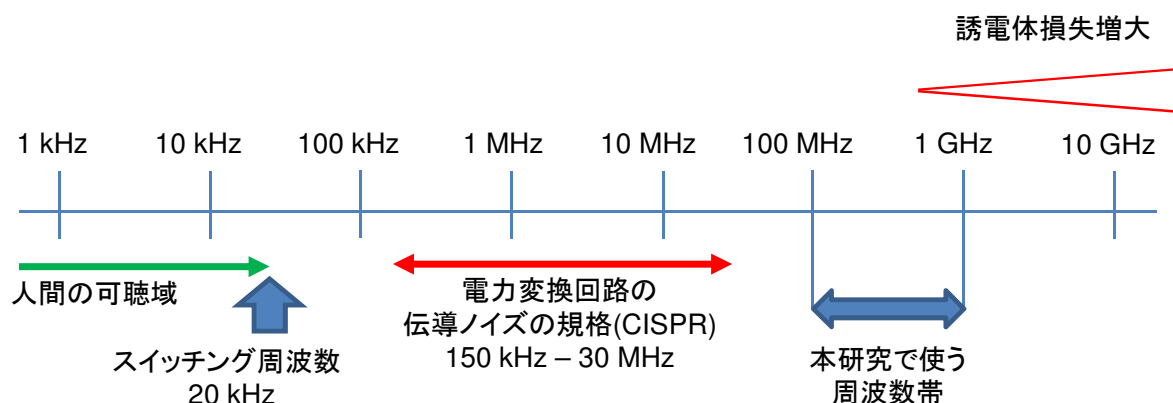 誘電体損失増大
1 kHz 10 kHz 100 kHz 1 MHz 10 MHz 100 MHz 1 GHz 10 GHz
人間の可聴域
スイッチング周波数
20 kHz
電力変換回路の
伝導ノイズの規格(CISPR)
150 kHz – 30 MHz
本研究で使う
周波数帯